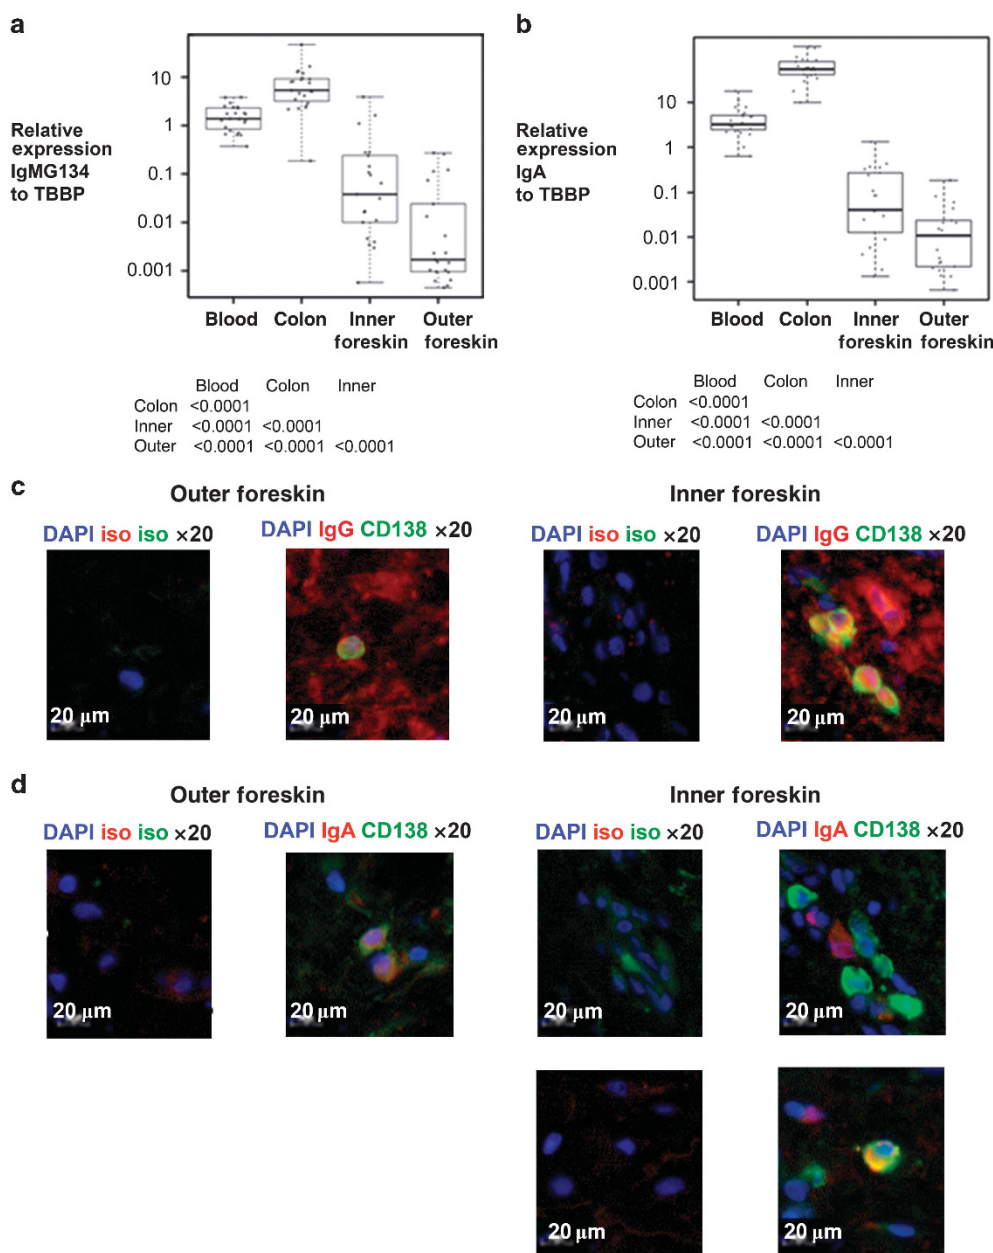 a
Relative
expression
IgMG134
to TBBP
10
1
0.1
0.01
0.001
Blood Colon Inner foreskin Outer foreskin
Blood Colon Inner
Colon <0.0001
Inner <0.0001 <0.0001
Outer <0.0001 <0.0001 <0.0001
b
Relative
expression
IgA
to TBBP
10
1
0.1
0.01
0.001
Blood Colon Inner foreskin Outer foreskin
Blood Colon Inner
Colon <0.0001
Inner <0.0001 <0.0001
Outer <0.0001 <0.0001 <0.0001
c
Outer foreskin Inner foreskin
DAPI iso iso ×20 DAPI IgG CD138 ×20 DAPI iso iso ×20 DAPI IgG CD138 ×20
20 μm 20 μm 20 μm 20 μm
d
Outer foreskin Inner foreskin
DAPI iso iso ×20 DAPI IgA CD138 ×20 DAPI iso iso ×20 DAPI IgA CD138 ×20
20 μm 20 μm 20 μm 20 μm
20 μm 20 μm